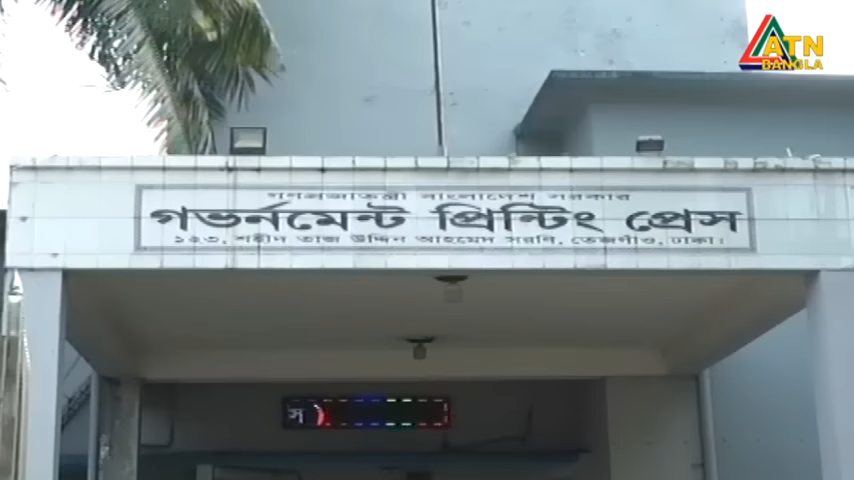 ATN
BANGLA
গণপ্রজাতন্ত্রী বাংলাদেশ সরকার
গভর্নমেন্ট প্রিন্টিং প্রেস
১২৩, শহীদ তাজ উদ্দিন আহমেদ সরণি, তেজগাঁও, ঢাকা।
স